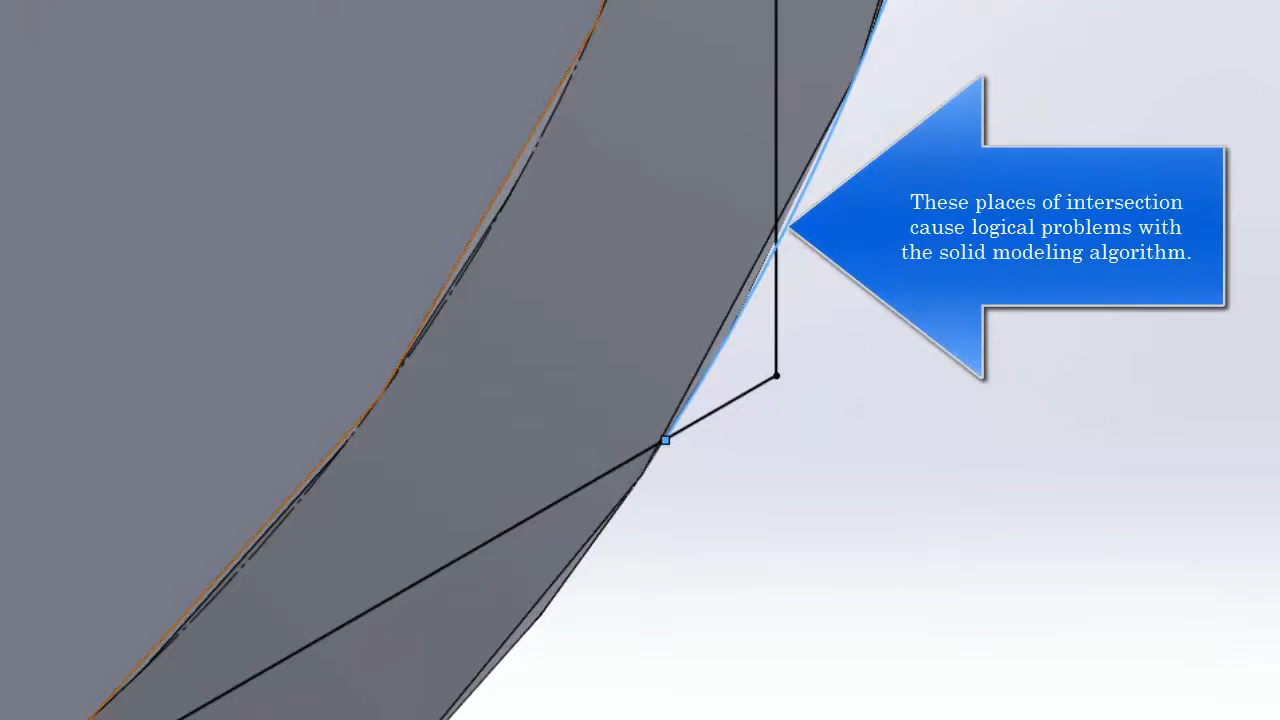 These places of intersection
cause logical problems with
the solid modeling algorithm.